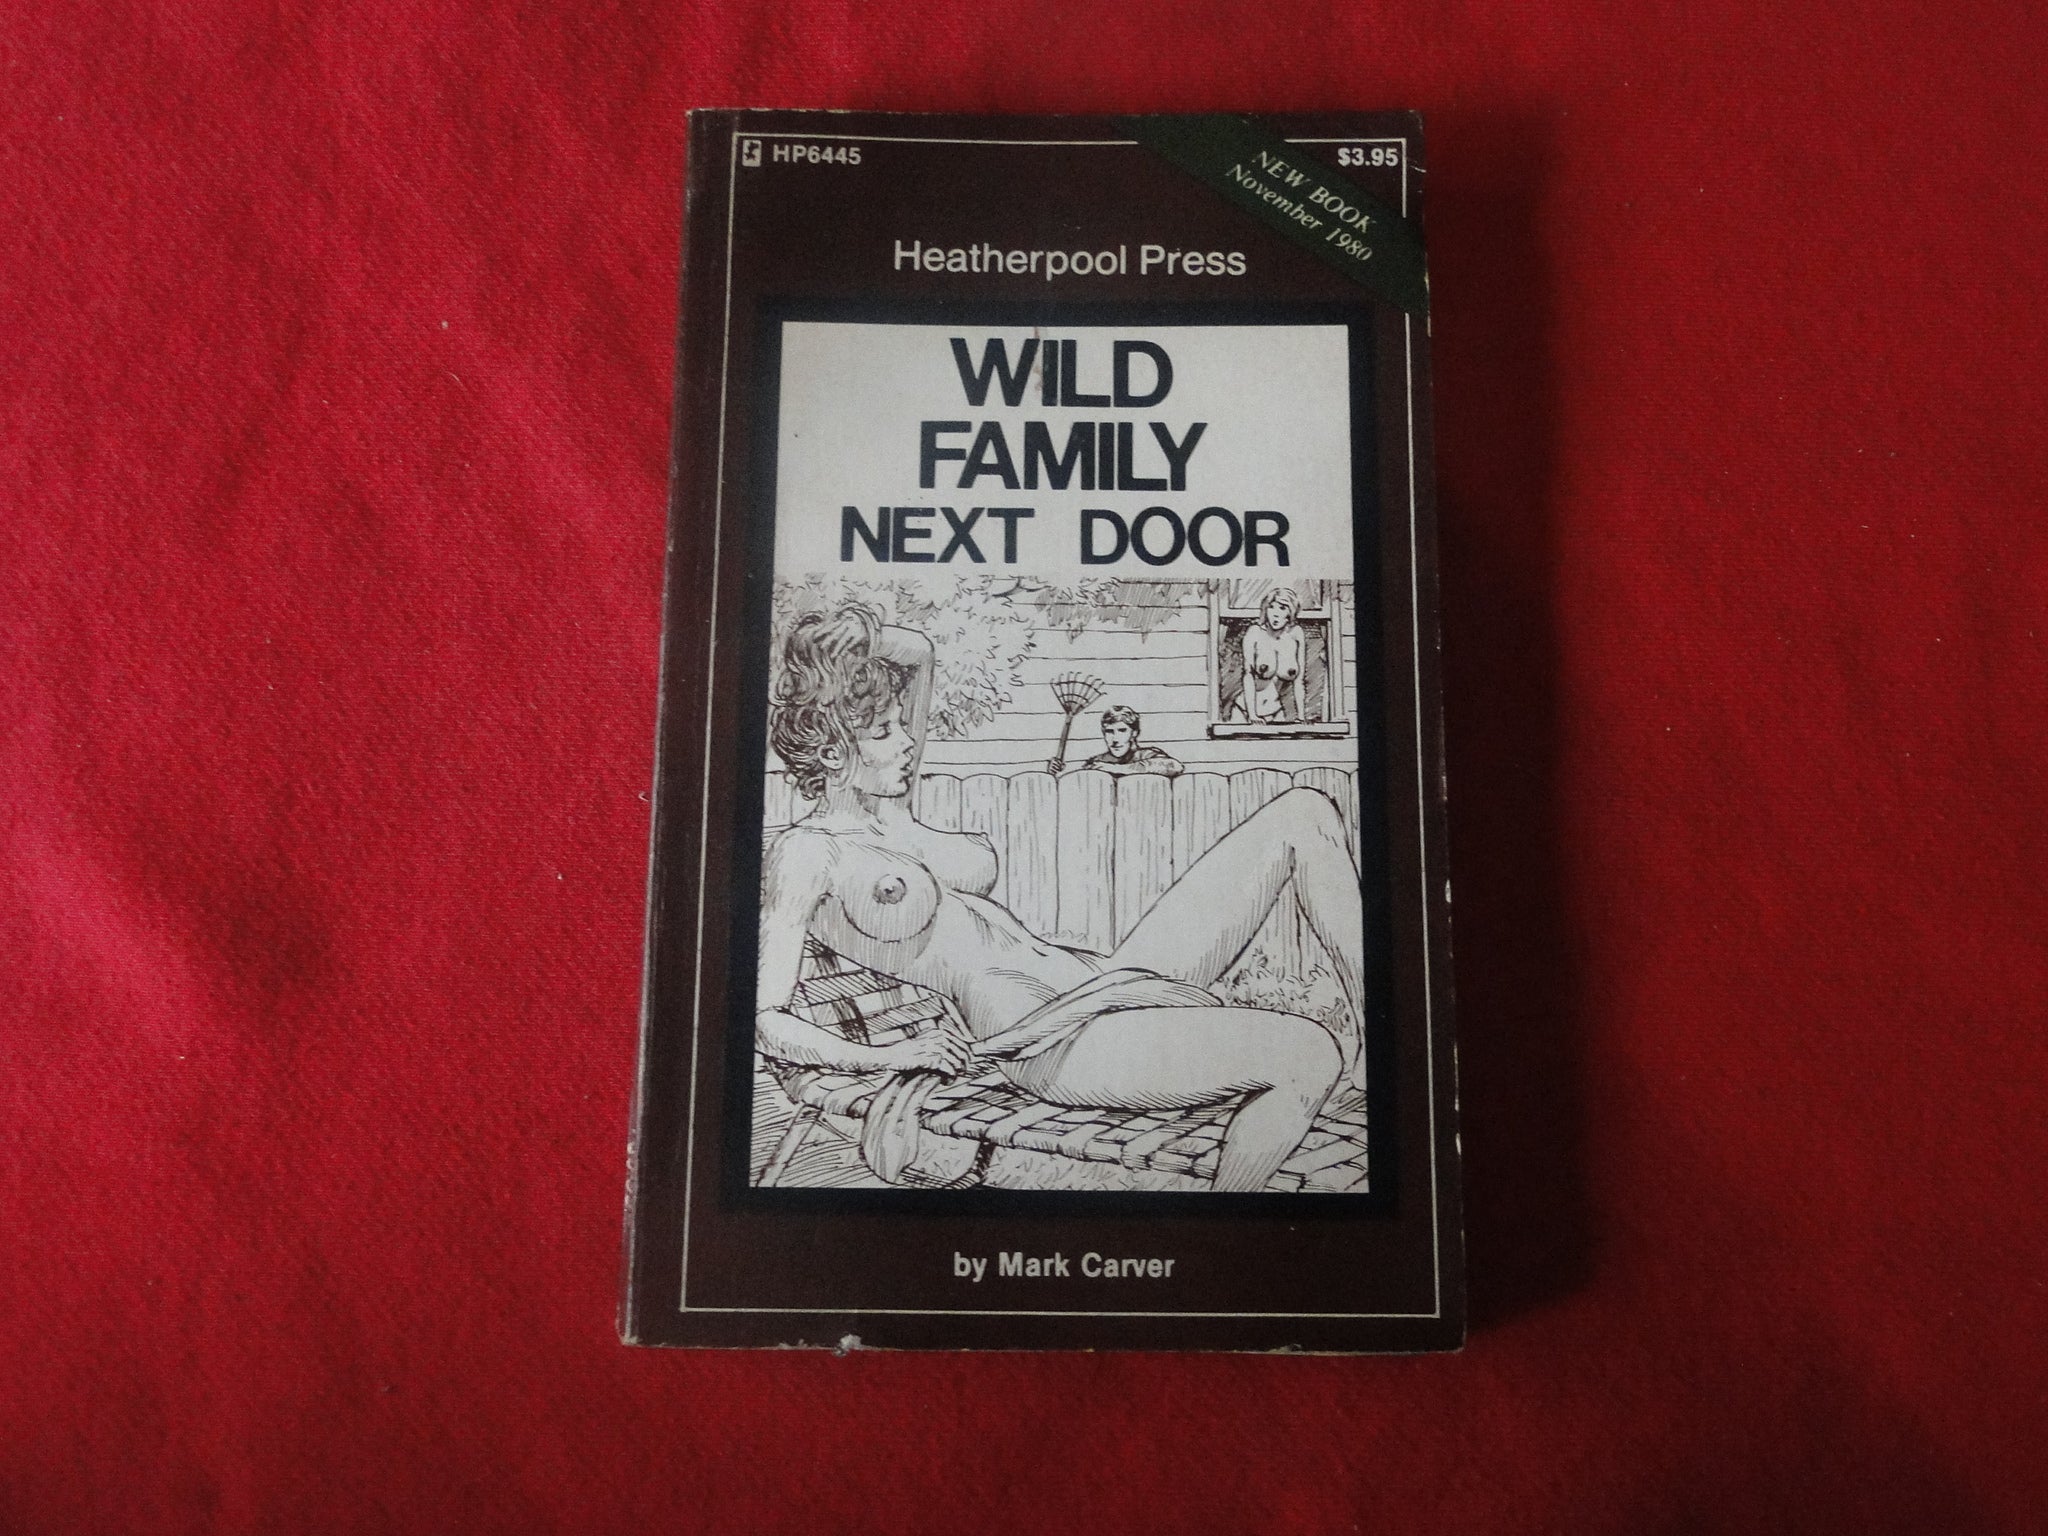 HP6445
$3.95
NEW BOOK
November 1980
Heatherpool Press
WILD
FAMILY
NEXT DOOR
by Mark Carver